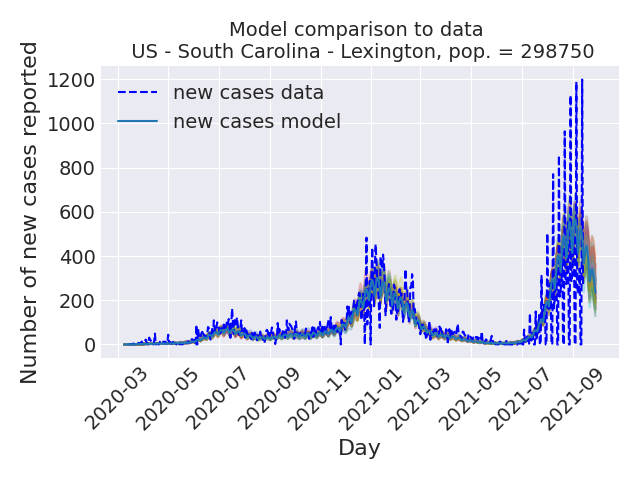 Model comparison to data
US - South Carolina - Lexington, pop. = 298750
Number of new cases reported
1200
1000
800
600
400
200
0
new cases data
new cases model
2020-03
2020-05
2020-07
2020-09
2020-11
2021-01
2021-03
2021-05
2021-07
2021-09
Day